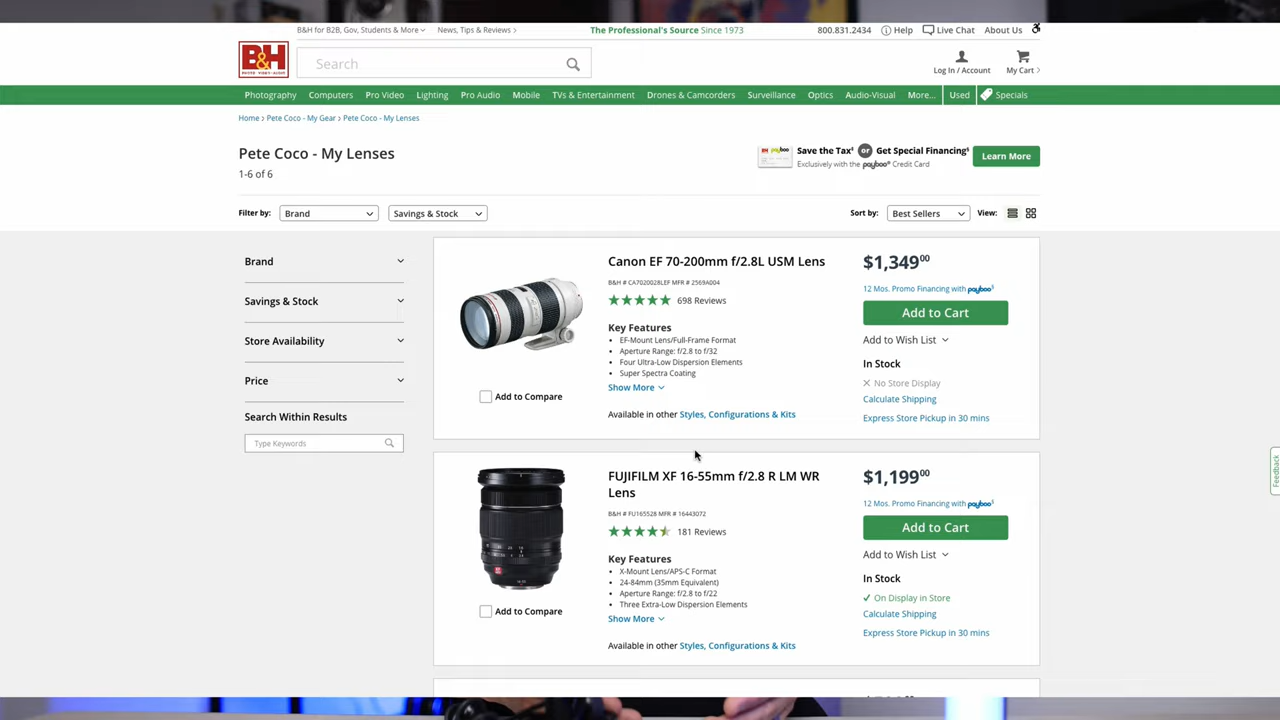 B&H for B2B, Gov, Students & More
News, Tips & Reviews
The Professional's Source Since 1973
800.831.2434
Help
Live Chat
About Us
B&H
PHOTO · VIDEO · AUDIO
Search
Log In / Account
My Cart
Photography Computers Pro Video Lighting Pro Audio Mobile TVs & Entertainment Drones & Camcorders Surveillance Optics Audio-Visual More... Used Specials
Home > Pete Coco - My Gear > Pete Coco - My Lenses
Pete Coco - My Lenses
1-6 of 6
Save the Tax‡ or Get Special Financing§
Exclusively with the payboo® Credit Card
Learn More
Filter by: Brand Savings & Stock
Sort by: Best Sellers View:
Brand
Savings & Stock
Store Availability
Price
Search Within Results
Type Keywords
Canon EF 70-200mm f/2.8L USM Lens
B&H # CA7020028LEF MFR # 2569A004
698 Reviews
Key Features
• EF-Mount Lens/Full-Frame Format
• Aperture Range: f/2.8 to f/32
• Four Ultra-Low Dispersion Elements
• Super Spectra Coating
Show More
Available in other Styles, Configurations & Kits
Add to Compare
$1,349.00
12 Mos. Promo Financing with payboo§
Add to Cart
Add to Wish List
In Stock
No Store Display
Calculate Shipping
Express Store Pickup in 30 mins
FUJIFILM XF 16-55mm f/2.8 R LM WR
Lens
B&H # FU165528 MFR # 16443072
181 Reviews
Key Features
• X-Mount Lens/APS-C Format
• 24-84mm (35mm Equivalent)
• Aperture Range: f/2.8 to f/22
• Three Extra-Low Dispersion Elements
Show More
Available in other Styles, Configurations & Kits
Add to Compare
$1,199.00
12 Mos. Promo Financing with payboo§
Add to Cart
Add to Wish List
In Stock
On Display in Store
Calculate Shipping
Express Store Pickup in 30 mins
Feedback